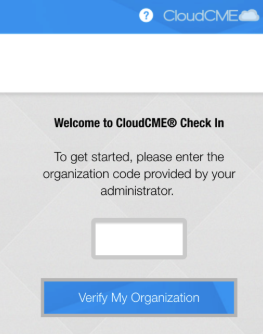 ? CloudCME
Welcome to CloudCME® Check In
To get started, please enter the
organization code provided by your
administrator.
Verify My Organization